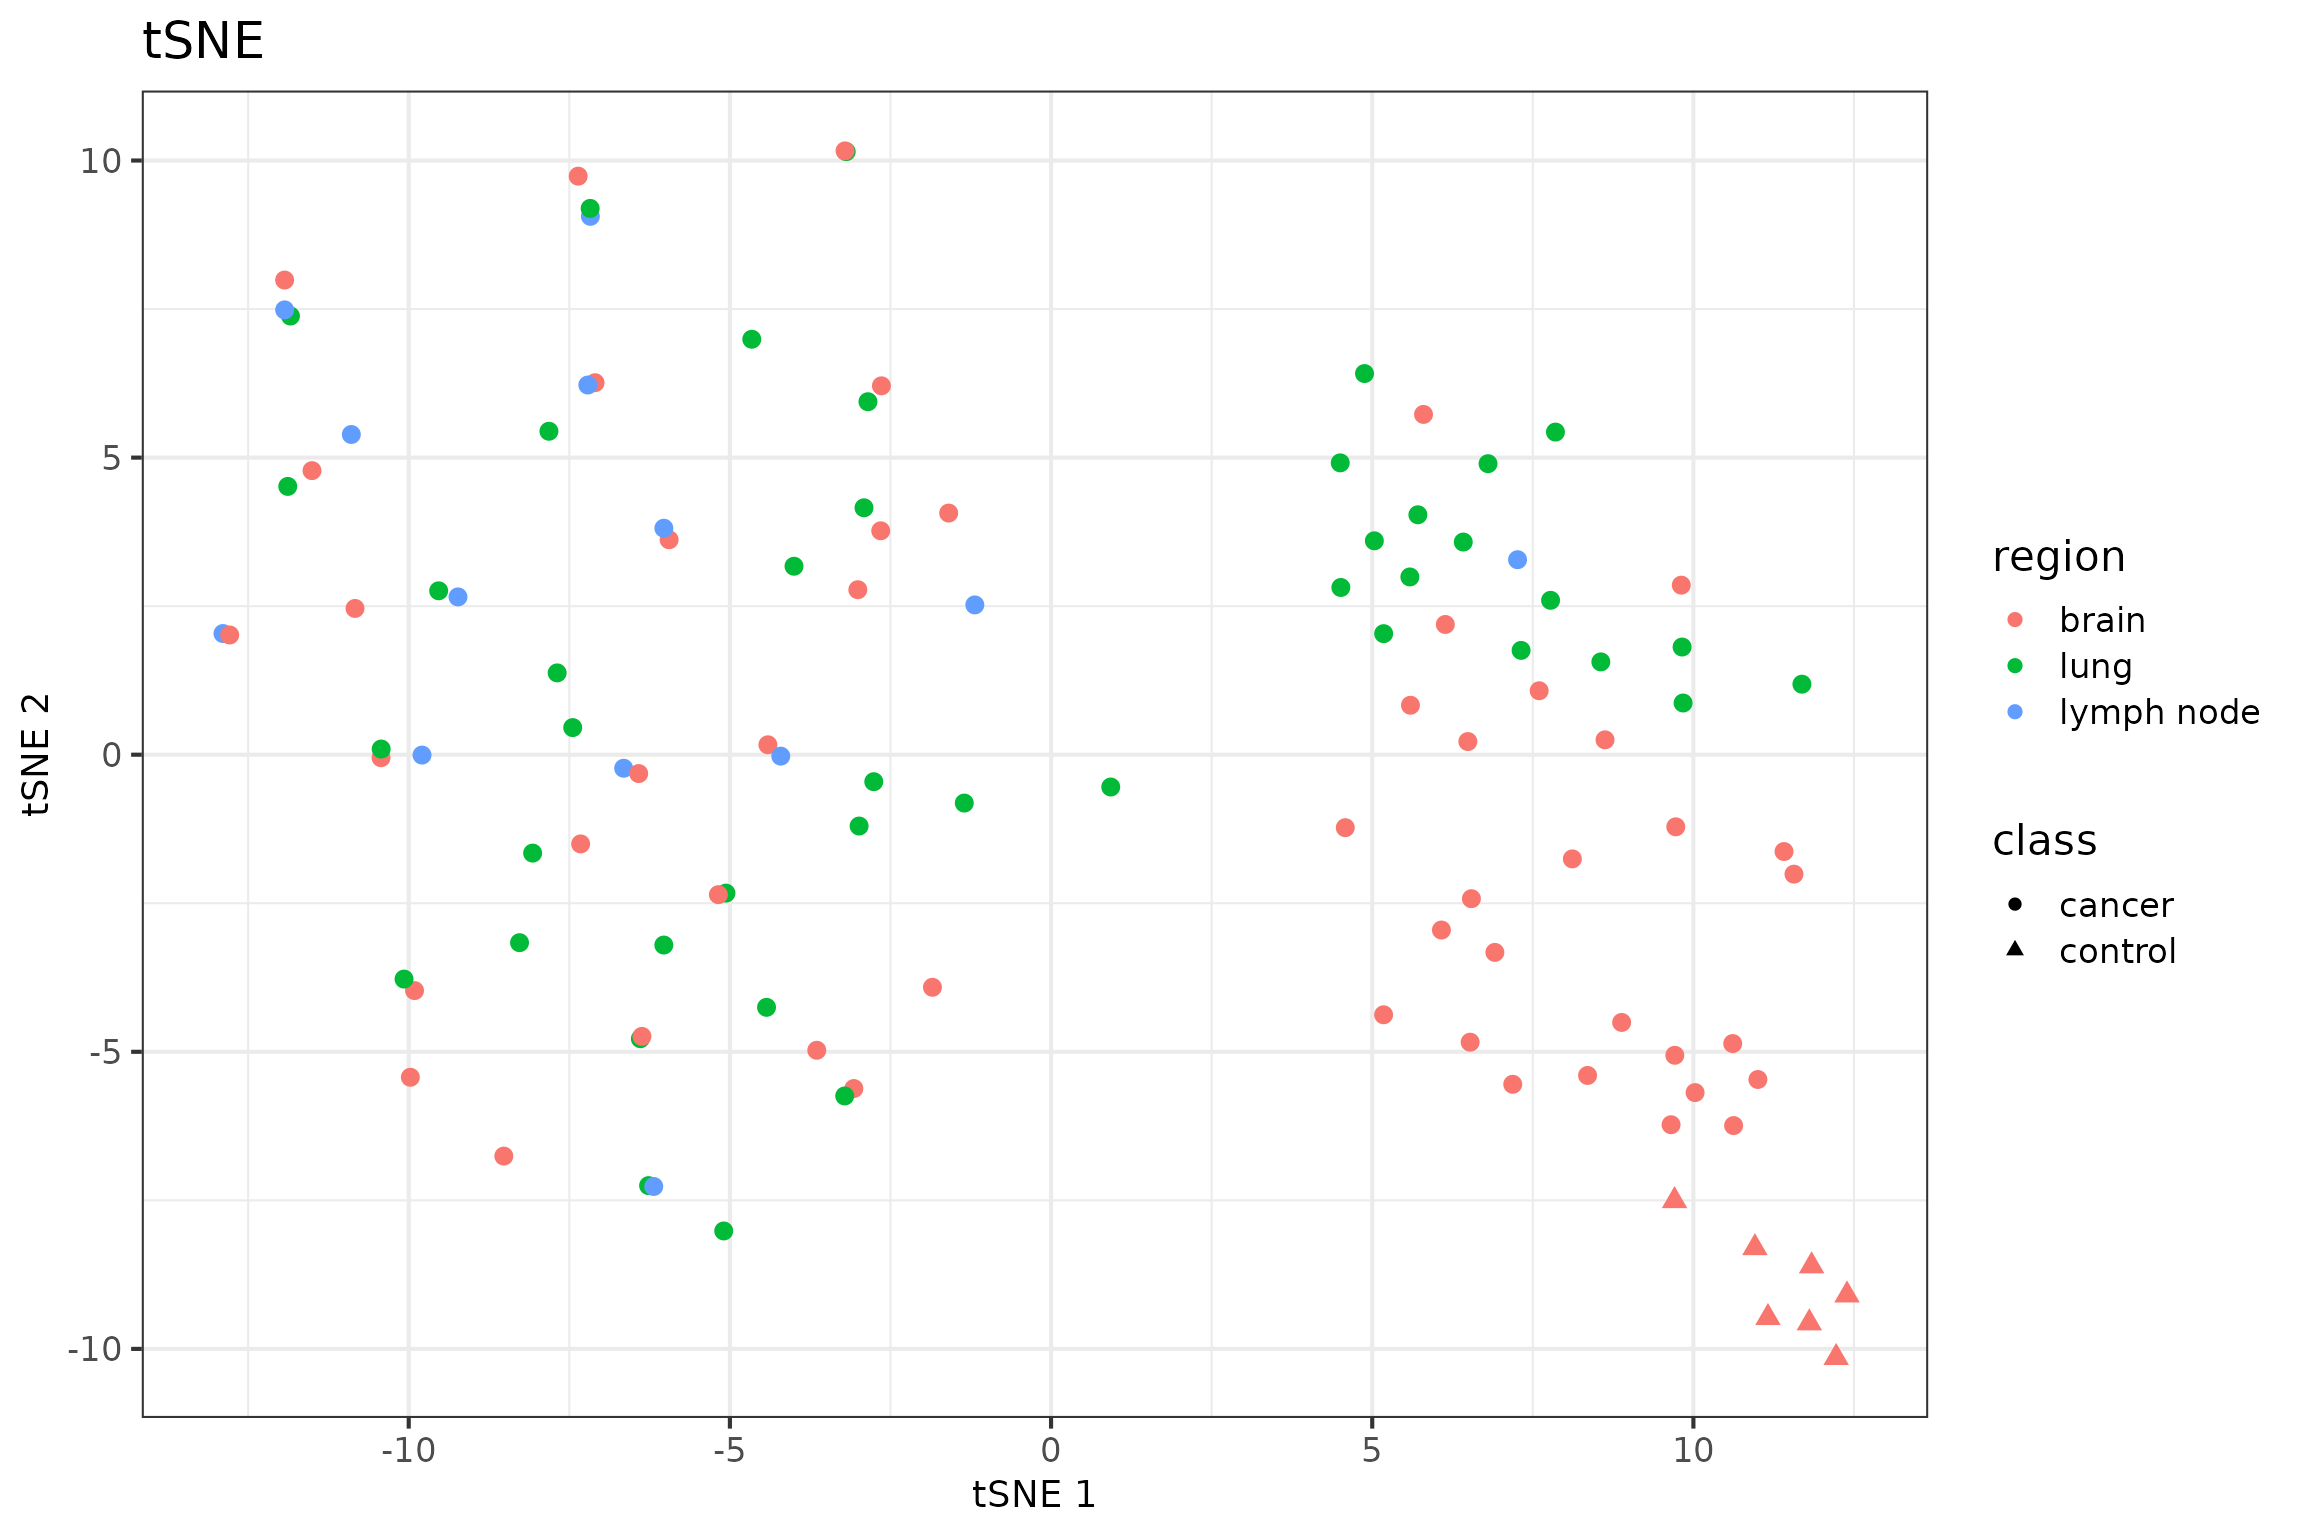 tSNE
10
5
0
-5
-10
tSNE 2
-10
-5
0
5
10
tSNE 1
region
brain
lung
lymph node
class
cancer
control